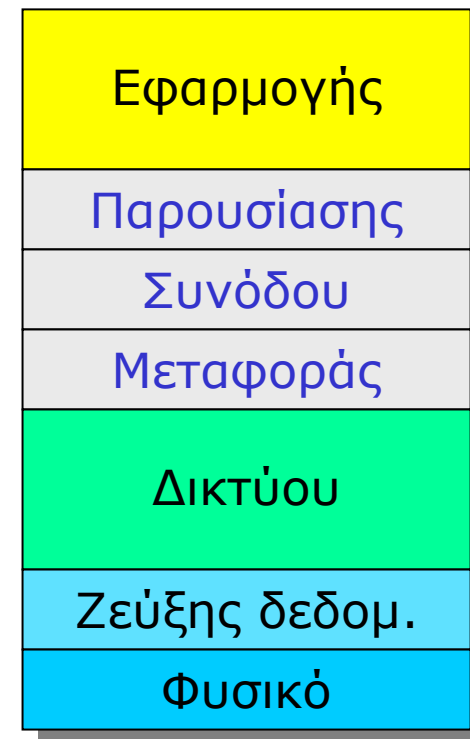 Εφαρμογής
Παρουσίασης
Συνόδου
Μεταφοράς
Δικτύου
Ζεύξης δεδομ.
Φυσικό